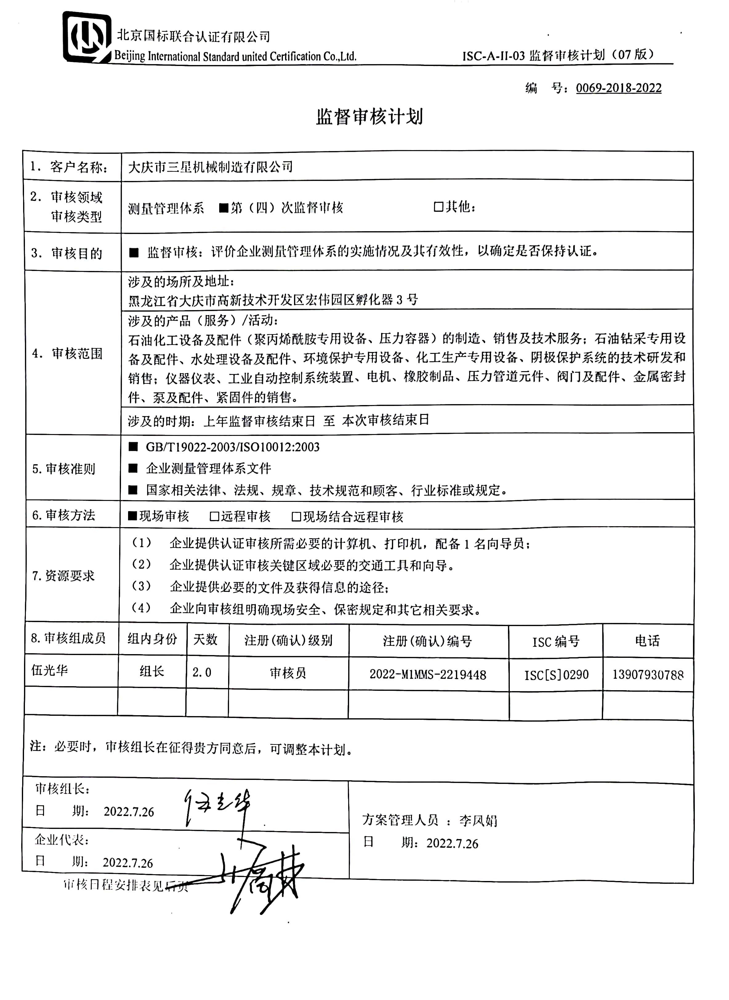 北京国标联合认证有限公司
Beijing International Standard united Certification Co.,Ltd.
ISC-A-II-03 监督审核计划（07 版）
编 号：0069-2018-2022
监督审核计划
1. 客户名称：
大庆市三星机械制造有限公司
2. 审核领域
审核类型
测量管理体系 ■第（四）次监督审核 □其他：
3. 审核目的
■ 监督审核：评价企业测量管理体系的实施情况及其有效性，以确定是否保持认证。
4. 审核范围
涉及的场所及地址：
黑龙江省大庆市高新技术开发区宏伟园区孵化器 3 号
涉及的产品（服务）/活动：
石油化工设备及配件（聚丙烯酰胺专用设备、压力容器）的制造、销售及技术服务；石油钻采专用设
备及配件、水处理设备及配件、环境保护专用设备、化工生产专用设备、阴极保护系统的技术研发和
销售；仪器仪表、工业自动控制系统装置、电机、橡胶制品、压力管道元件、阀门及配件、金属密封
件、泵及配件、紧固件的销售。
涉及的时期：上年监督审核结束日 至 本次审核结束日
5.审核准则
■ GB/T19022-2003/ISO10012:2003
■ 企业测量管理体系文件
■ 国家相关法律、法规、规章、技术规范和顾客、行业标准或规定。
6.审核方法
■现场审核 □远程审核 □现场结合远程审核
7.资源要求
（1） 企业提供认证审核所需必要的计算机、打印机，配备 1 名向导员；
（2） 企业提供认证审核关键区域必要的交通工具和向导。
（3） 企业提供必要的文件及获得信息的途径；
（4） 企业向审核组明确现场安全、保密规定和其它相关要求。
8.审核组成员 组内身份 天数 注册(确认)级别 注册(确认)编号 ISC 编号 电话
伍光华 组长 2.0 审核员 2022-M1MMS-2219448 ISC[S]0290 13907930788
注：必要时，审核组长在征得贵方同意后，可调整本计划。
审核组长：
伍光华
日 期： 2022.7.26
企业代表：
日 期： 2022.7.26
方案管理人员 ：李凤娟
日 期：2022.7.26
审核日程安排表见后页